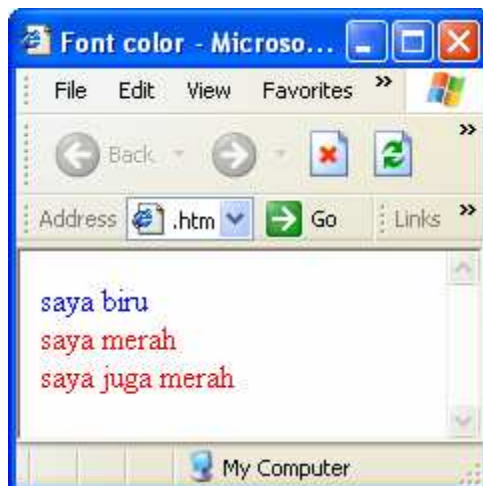 Font color - Microso...
File Edit View Favorites »
Back »
Address .htm Go Links »
saya biru
saya merah
saya juga merah
My Computer